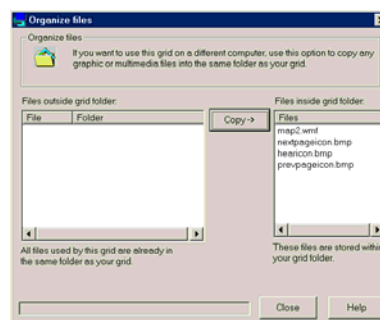 Organize files
Organize files
If you want to use this grid on a different computer, use this option to copy any
graphic or multimedia files into the same folder as your grid.
Files outside grid folder:
File Folder
Copy->
Files inside grid folder:
Files
map2.wmf
nextpageicon.bmp
hearicon.bmp
prevpageicon.bmp
All files used by this grid are already in
the same folder as your grid.
These files are stored within
your grid folder.
Close Help